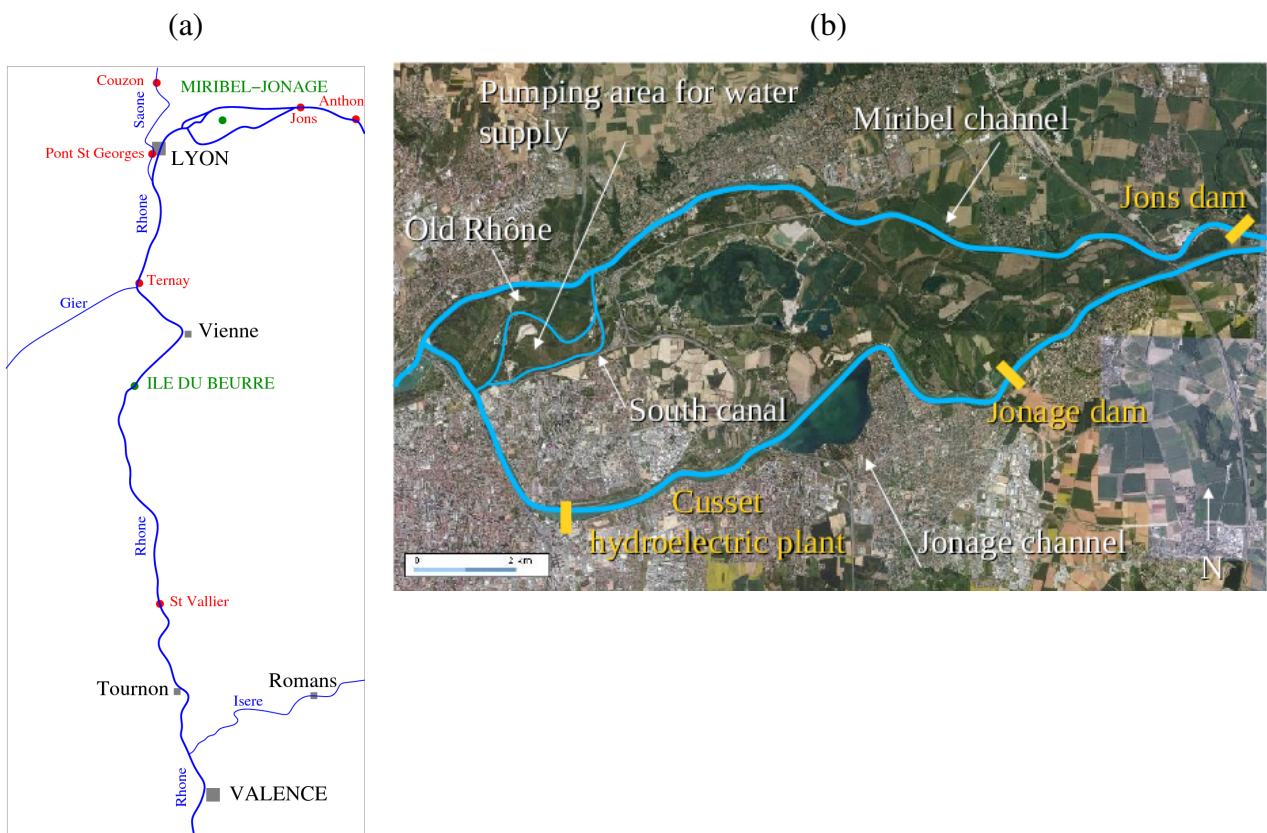 (a)
Couzon
MIRIBEL−JONAGE
Anthon
Saone
Jons
Pont St Georges
LYON
Rhone
Ternay
Gier
Vienne
ILE DU BEURRE
Rhone
St Vallier
Tournon
Romans
Isere
Rhone
VALENCE
(b)
Pumping area for water
supply
Miribel channel
Jons dam
Old Rhône
South canal
Jonage dam
Cusset
hydroelectric plant
Jonage channel
0 2 km
N